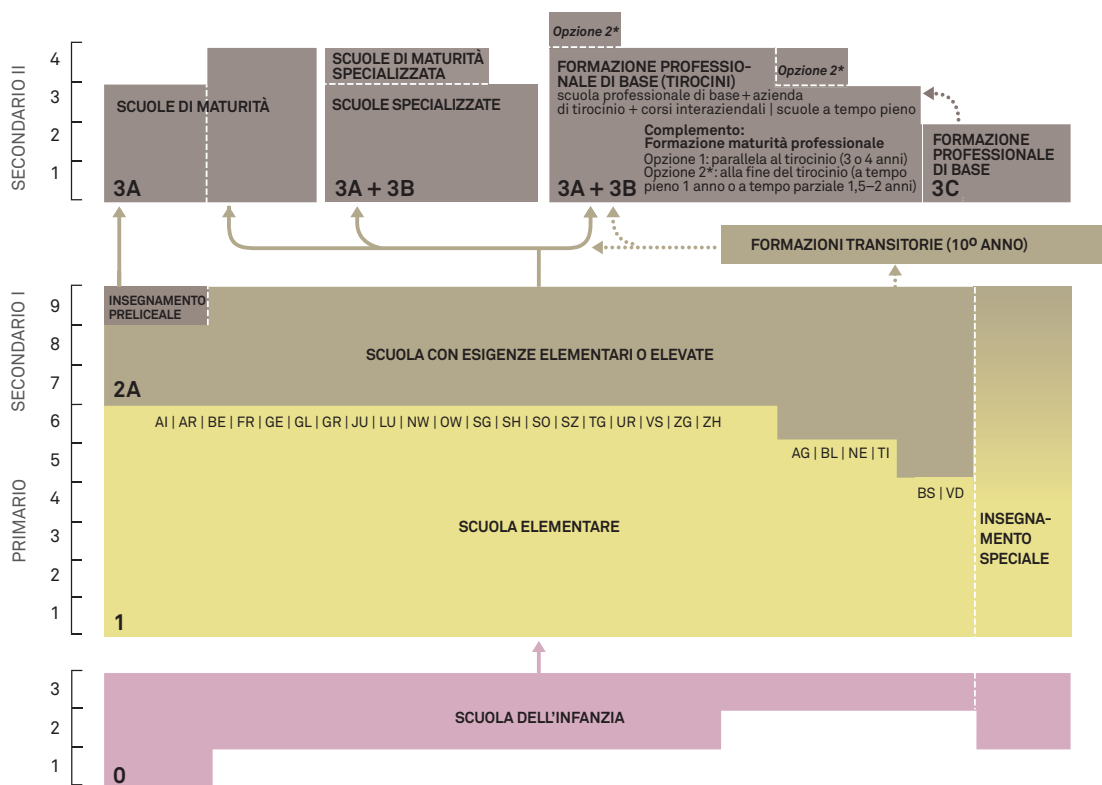 SECONDARIO II
4
3
2
1
SCUOLE DI MATURITÀ
3A
SCUOLE DI MATURITÀ
SPECIALIZZATA
SCUOLE SPECIALIZZATE
3A + 3B
Opzione 2*
FORMAZIONE PROFESSIO-
NALE DI BASE (TIROCINI)
scuola professionale di base + azienda
di tirocinio + corsi interaziendali | scuole a tempo pieno
Opzione 2*
Complemento:
Formazione maturità professionale
Opzione 1: parallela al tirocinio (3 o 4 anni)
Opzione 2*: alla fine del tirocinio (a tempo
pieno 1 anno o a tempo parziale 1,5–2 anni)
3A + 3B
FORMAZIONE
PROFESSIONALE
DI BASE
3C
FORMAZIONI TRANSITORIE (10º ANNO)
SECONDARIO I
9
8
7
INSEGNAMENTO
PRELICEALE
SCUOLA CON ESIGENZE ELEMENTARI O ELEVATE
2A
PRIMARIO
6
5
4
3
2
1
AI | AR | BE | FR | GE | GL | GR | JU | LU | NW | OW | SG | SH | SO | SZ | TG | UR | VS | ZG | ZH
AG | BL | NE | TI
BS | VD
SCUOLA ELEMENTARE
INSEGNA-
MENTO
SPECIALE
1
3
2
1
SCUOLA DELL'INFANZIA
0